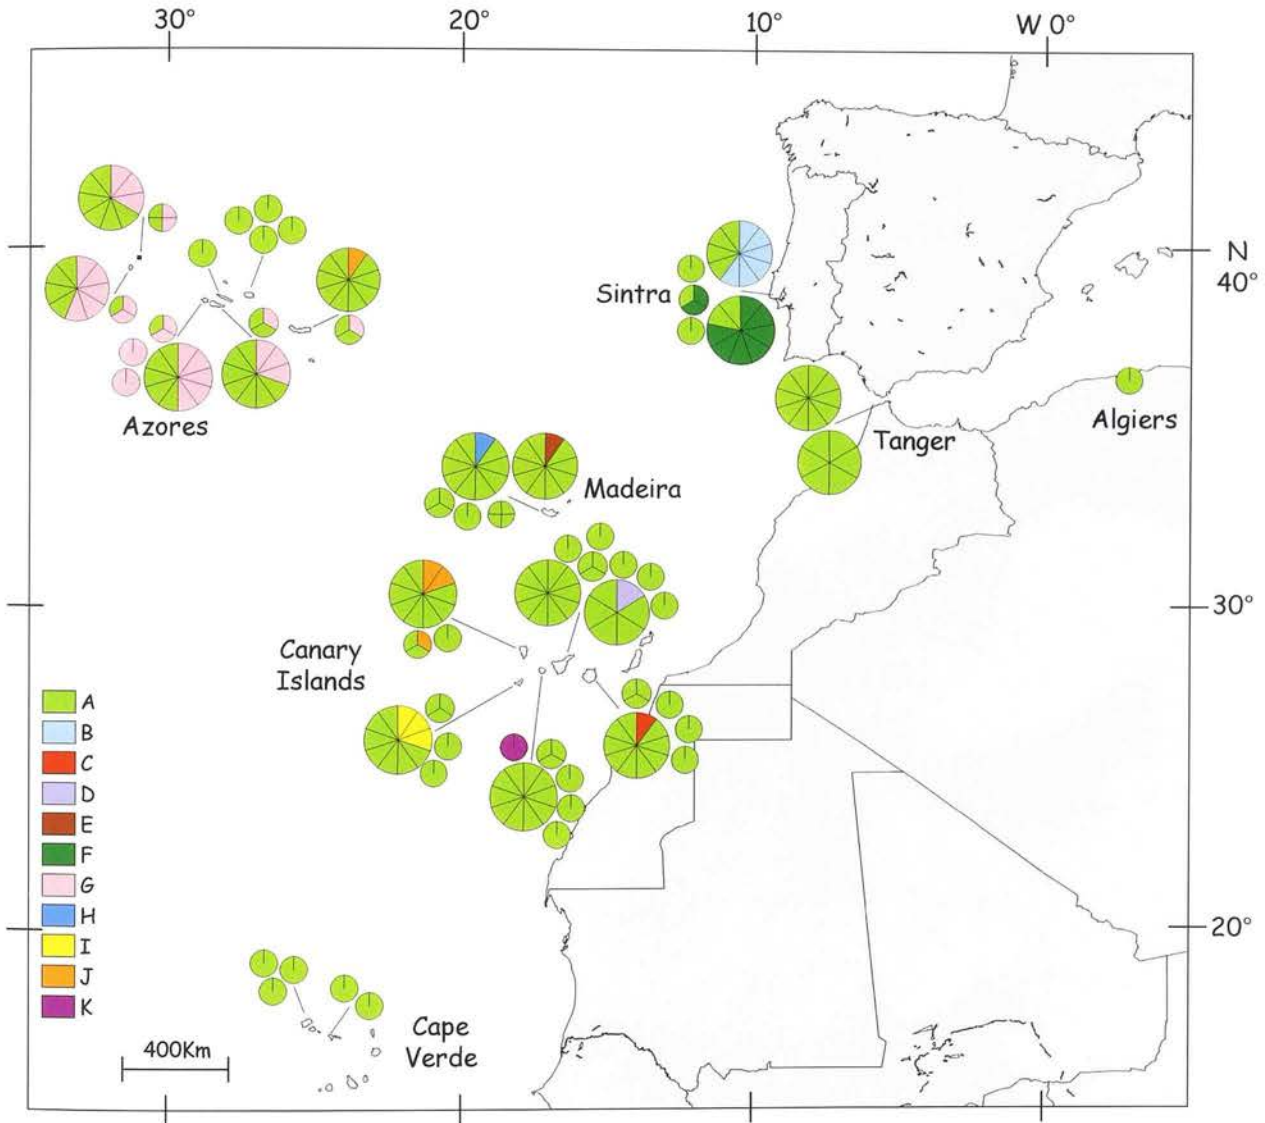 30°
20°
10°
W 0°
N
40°
Sintra
Azores
Tanger
Algiers
Madeira
30°
Canary
Islands
A
B
C
D
E
F
G
H
I
J
K
20°
Cape
Verde
400Km